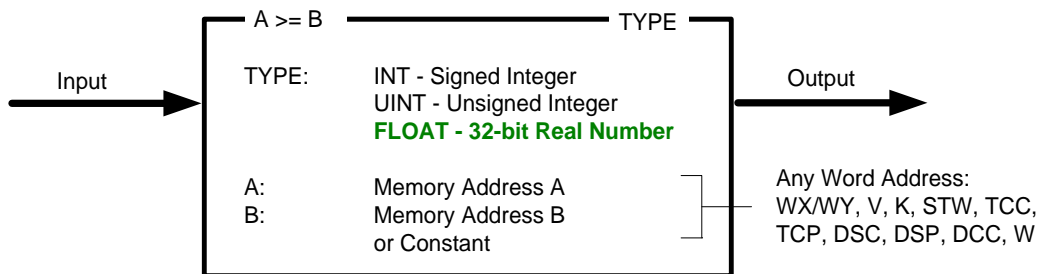 A >= B TYPE
Input
TYPE: INT - Signed Integer
UINT - Unsigned Integer
FLOAT - 32-bit Real Number
Output
A: Memory Address A
B: Memory Address B
or Constant
Any Word Address:
WX/WY, V, K, STW, TCC,
TCP, DSC, DSP, DCC, W